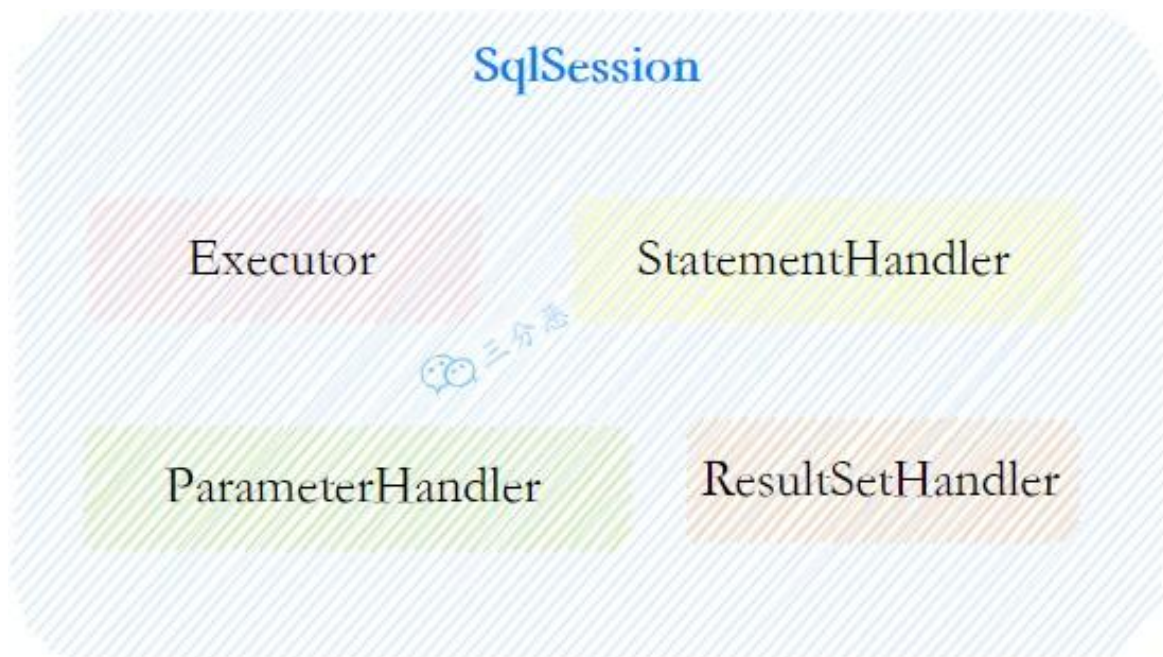 SqlSession
Executor
StatementHandler
三分恶
ParameterHandler
ResultSetHandler